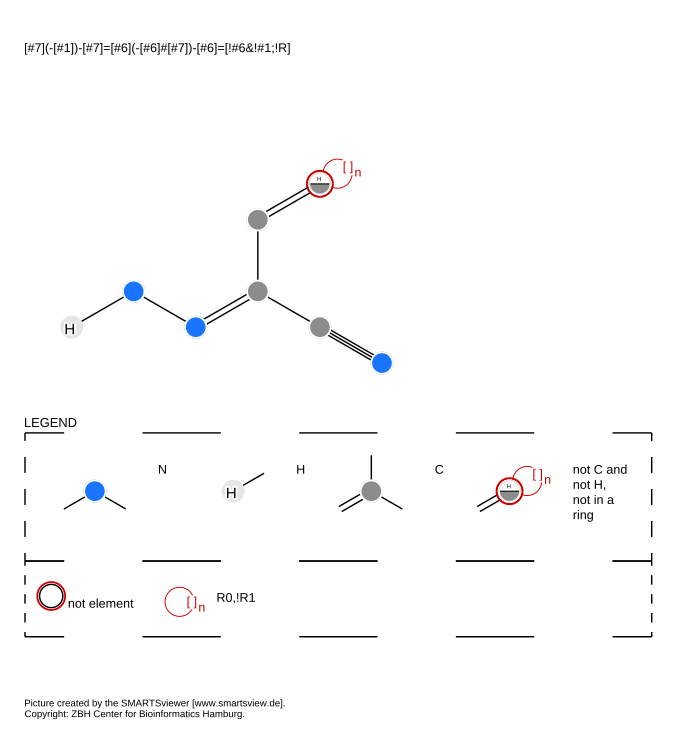 [#7](-[#1])-[#7]=[#6](-[#6]#[#7])-[#6]=[!#6&!#1;!R]
H
[ ]n
H
H
N
H
H
C
H
[ ]n
not C and
not H,
not in a
ring
LEGEND
not element
[ ]n
R0,!R1
Picture created by the SMARTSviewer [www.smartsview.de].
Copyright: ZBH Center for Bioinformatics Hamburg.